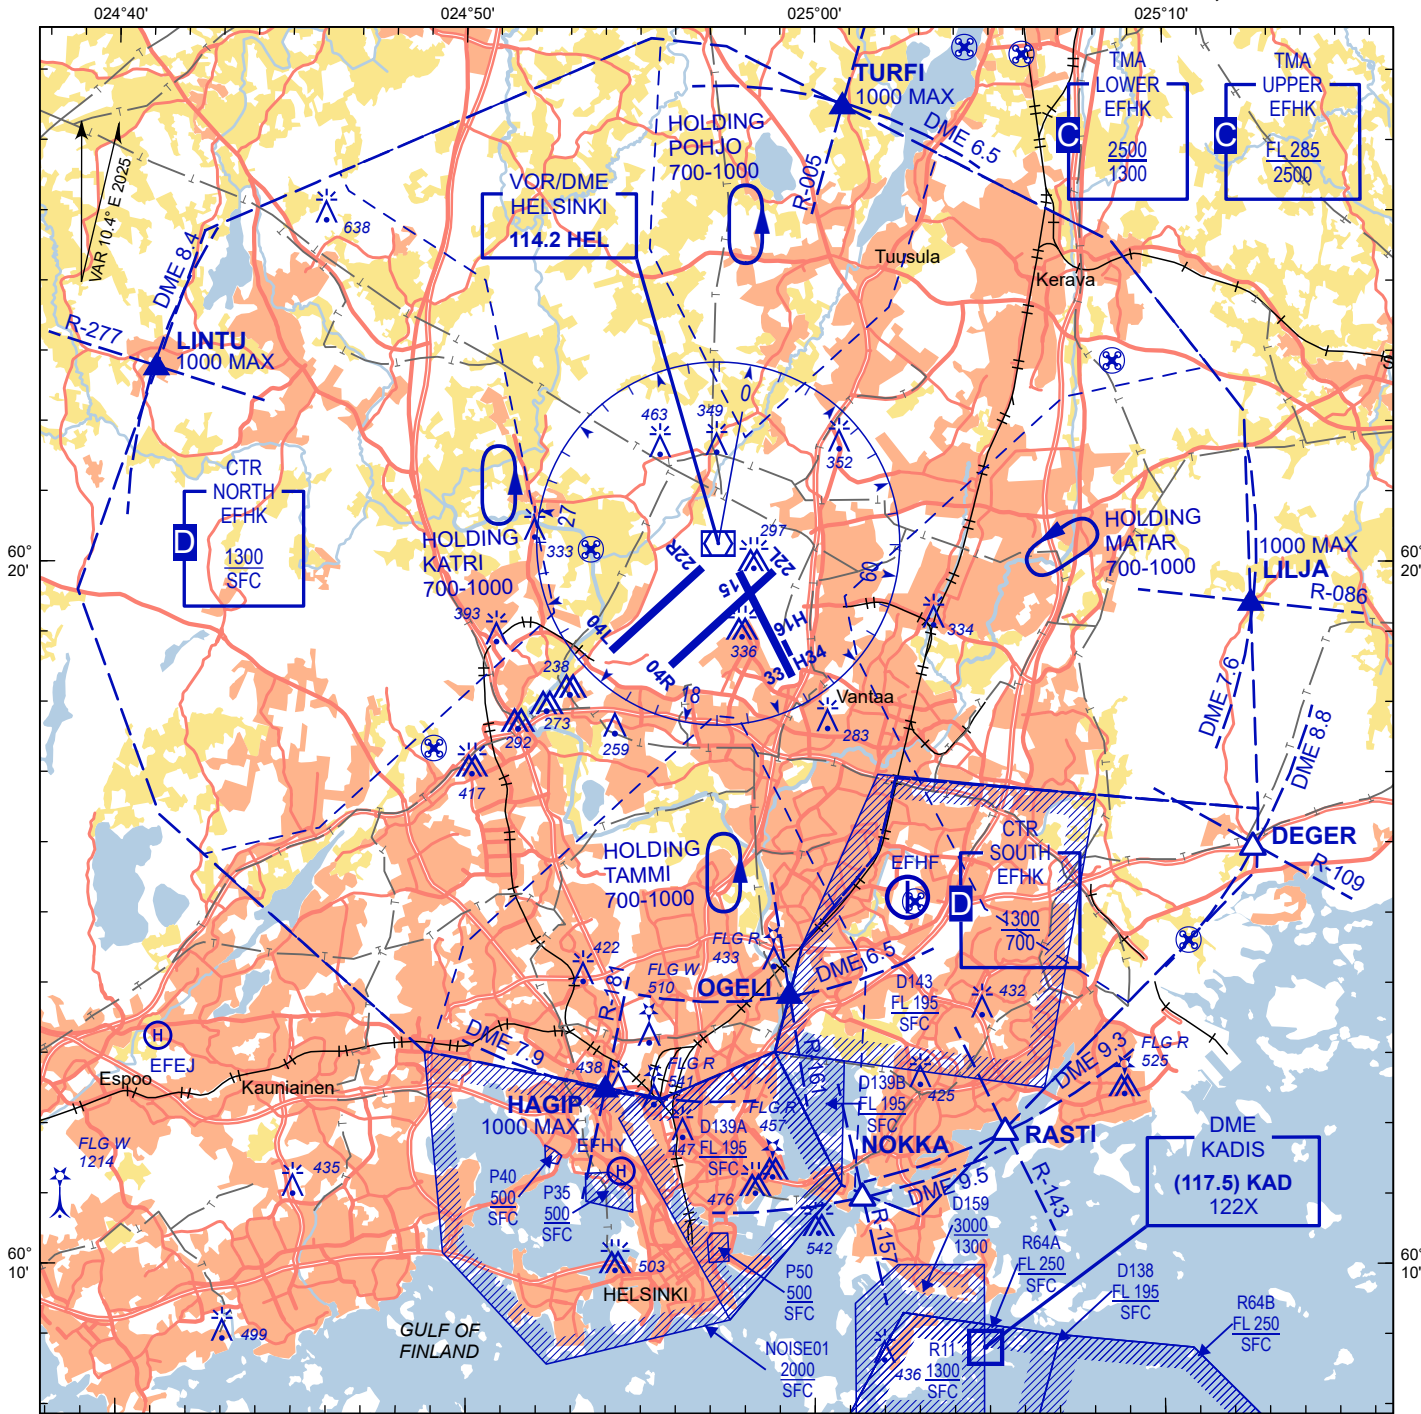 024°40'
024°50'
025°00'
025°10'
TURFI
1000 MAX
DME 6.5
R-005
HOLDING
POHJO
700-1000
TMA
LOWER
EFHK
C
2500
1300
TMA
UPPER
EFHK
C
FL 285
2500
VAR 10.4° E 2025
638
VOR/DME
HELSINKI
114.2 HEL
DME 8.4
R-277
LINTU
1000 MAX
Tuusula
Kerava
S
0
463
349
352
CTR
NORTH
EFHK
D
1300
SFC
27
HOLDING
KATRI
700-1000
333
297
22R
22L
15
09
HOLDING
MATAR
700-1000
1000 MAX
LILJA
R-086
60°
20'
60°
20'
393
04L
04R
336
H16
H34
33
334
18
238
273
292
259
417
Vantaa
283
DME 7.6
DME 8.8
DEGER
R-109
HOLDING
TAMMI
700-1000
EFHF
CTR
SOUTH
EFHK
D
1300
700
422
FLG R
433
FLG W
510
OGELI
DME 6.5
D143
FL 195
SFC
432
R-181
DME 7.9
R-161
DME 9.3
FLG R
525
H
EFEJ
Espoo
Kauniainen
438
FLG R
541
HAGIP
1000 MAX
EFHY
H
447
D139A
FL 195
SFC
FLG R
457
D139B
FL 195
SFC
425
NOKKA
RASTI
DME
KADIS
(117.5) KAD
122X
FLG W
1214
435
P40
500
SFC
P35
500
SFC
476
DME 9.5
R-143
R-157
D159
3000
1300
542
503
HELSINKI
P50
500
SFC
R64A
FL 250
SFC
D138
FL 195
SFC
R64B
FL 250
SFC
60°
10'
60°
10'
499
GULF OF
FINLAND
NOISE01
2000
SFC
436
R11
1300
SFC